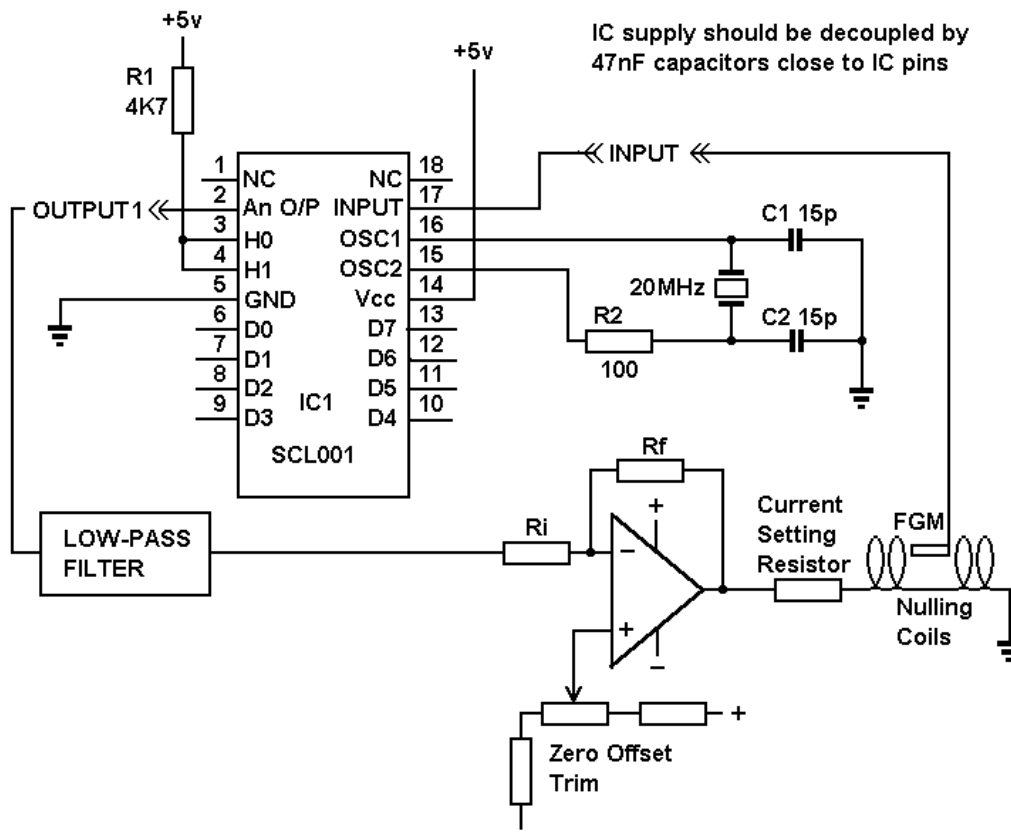 +5v
IC supply should be decoupled by
47nF capacitors close to IC pins
+5v
R1
4K7
INPUT
1
NC
NC
18
OUTPUT1
2
An O/P
INPUT
17
C1 15p
3
H0
OSC1
16
4
H1
OSC2
15
20MHz
5
GND
Vcc
14
R2
C2 15p
6
D0
D7
13
100
7
D1
D6
12
8
D2
D5
11
IC1
9
D3
D4
10
SCL001
Rf
LOW-PASS
FILTER
Ri
+
−
+
−
Current
Setting
Resistor
FGM
Nulling
Coils
+
Zero Offset
Trim